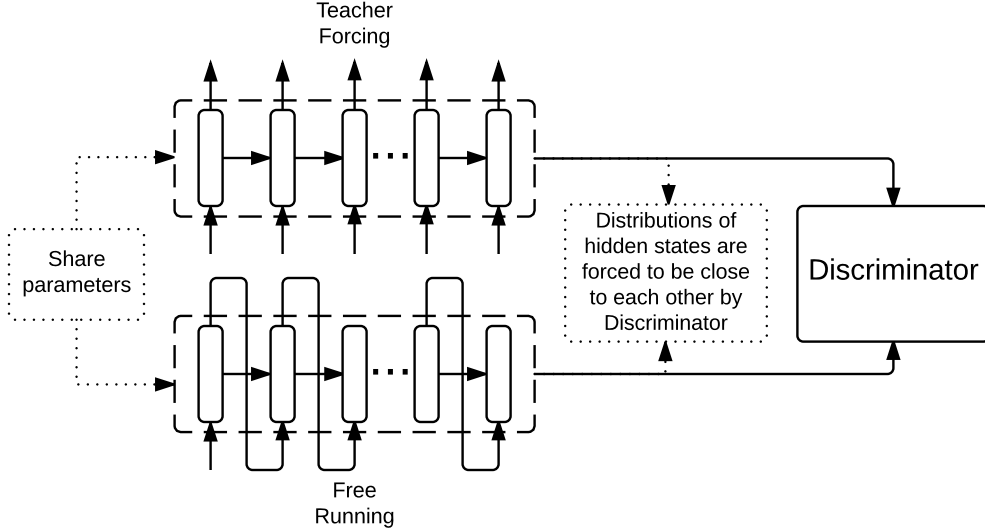 Teacher
Forcing
Share
parameters
Distributions of
hidden states are
forced to be close
to each other by
Discriminator
Discriminator
Free
Running